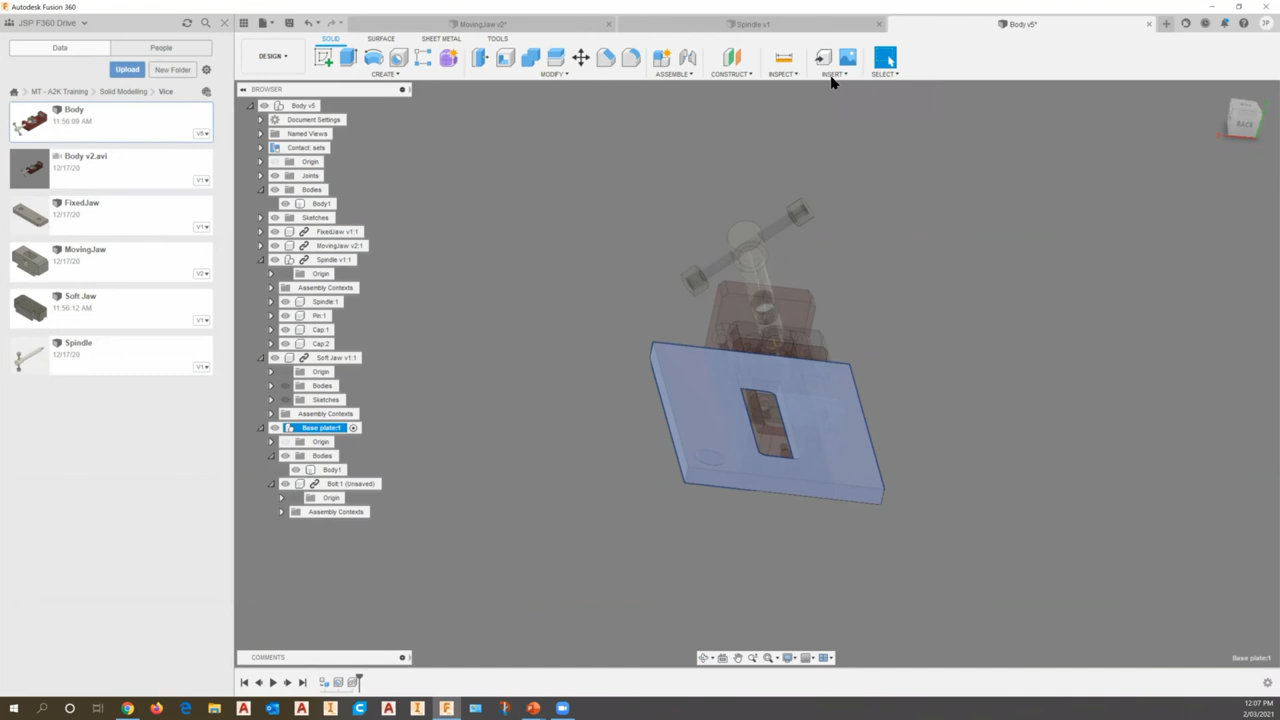 Autodesk Fusion 360
JSP F360 Drive
MovingJaw v2*
Spindle v1
Body v5*
JP
Data
People
SOLID
SURFACE
SHEET METAL
TOOLS
DESIGN
CREATE
MODIFY
ASSEMBLE
CONSTRUCT
INSPECT
INSERT
SELECT
Upload
New Folder
MT - A2K Training
Solid Modelling
Vice
BROWSER
Body
11:56:09 AM
V5
Body v2.avi
12/17/20
V1
FixedJaw
12/17/20
V1
MovingJaw
12/17/20
V2
Soft Jaw
11:56:12 AM
V1
Spindle
12/17/20
V1
Body v5
Document Settings
Named Views
Contact: sets
Origin
Joints
Bodies
Body1
Sketches
FixedJaw v1:1
MovingJaw v2:1
Spindle v1:1
Origin
Assembly Contexts
Spindle:1
Pin:1
Cap:1
Cap:2
Soft Jaw v1:1
Origin
Bodies
Sketches
Assembly Contexts
Base plate:1
Origin
Bodies
Body1
Bolt:1 (Unsaved)
Origin
Assembly Contexts
BACK
COMMENTS
Base plate:1
12:07 PM
2/03/2021